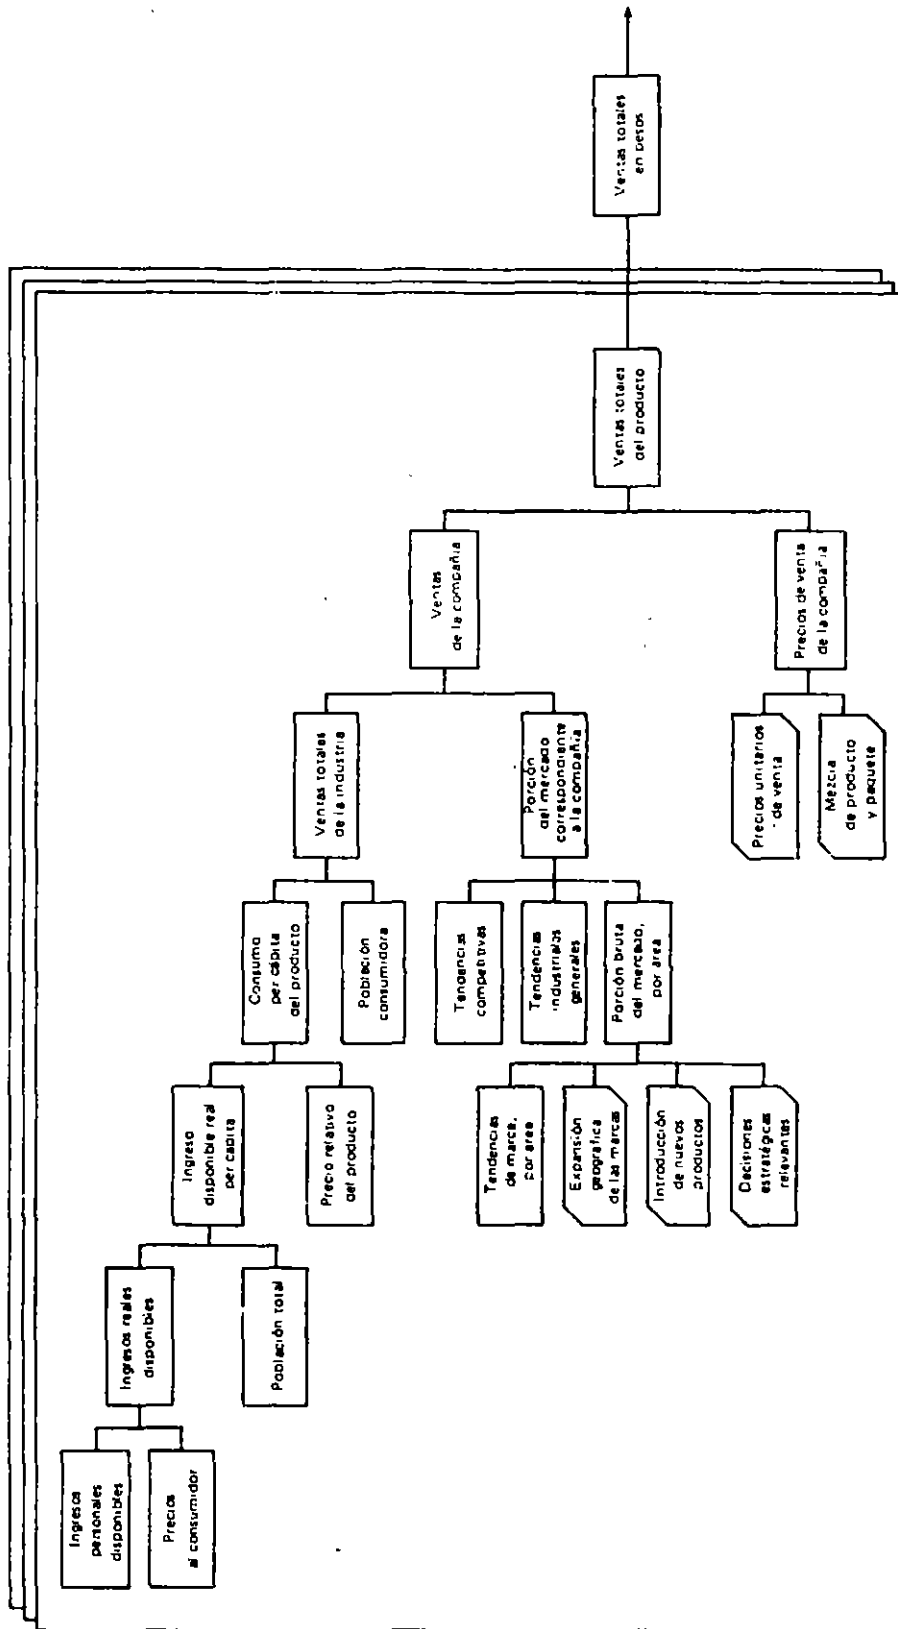 Ingresos
personales
disponibles
Precios
al consumidor
Ingresos reales
disponibles
Población total
Ingreso
disponible real
per capita
Precio relativo
del producto
Consumo
per cápita
del producto
Población
consumidora
Ventas totales
de la industria
Tendencias
de marca,
por area
Expansión
geográfica
de las marcas
Introducción
de nuevos
productos
Decisiones
estratégicas
relevantes
Tendencias
competitivas
Tendencias
industriales
generales
Porción bruta
del mercado,
por area
Porción
del mercado
correspondiente
a la compañía
Ventas
de la compañía
Precios unitarios
de venta
Mezcla
de producto
y paquete
Precios de venta
de la compañía
Ventas totales
del producto
Ventas totales
en pesos